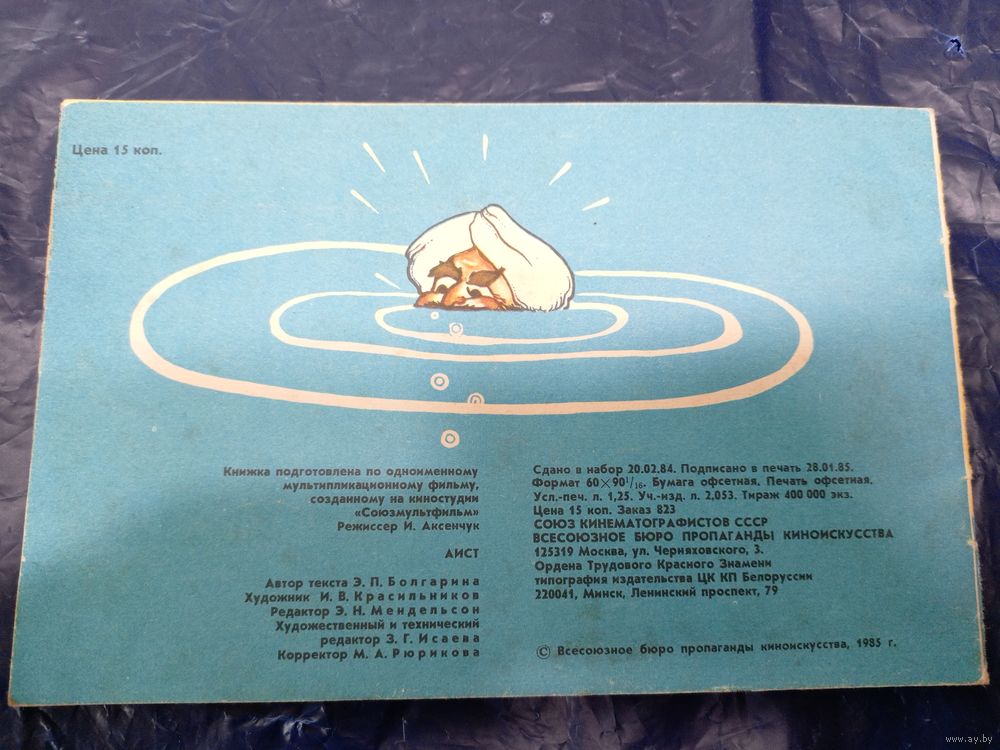 Цена 15 коп.
Книжка подготовлена по одноименному
мультипликационному фильму,
созданному на киностудии
«Союзмультфильм»
Режиссер И. Аксенчук
АИСТ
Автор текста Э. П. Болгарина
Художник И. В. Красильников
Редактор Э. Н. Мендельсон
Художественный и технический
редактор З. Г. Исаева
Корректор М. А. Рюрикова
Сдано в набор 20.02.84. Подписано в печать 28.01.85.
Формат 60×90¹/₁₆. Бумага офсетная. Печать офсетная.
Усл.-печ. л. 1,25. Уч.-изд. л. 2,053. Тираж 400 000 экз.
Цена 15 коп. Заказ 823
СОЮЗ КИНЕМАТОГРАФИСТОВ СССР
ВСЕСОЮЗНОЕ БЮРО ПРОПАГАНДЫ КИНОИСКУССТВА
125319 Москва, ул. Черняховского, 3.
Ордена Трудового Красного Знамени
типография издательства ЦК КП Белоруссии
220041, Минск, Ленинский проспект, 79
© Всесоюзное бюро пропаганды киноискусства, 1985 г.
www.ay.by